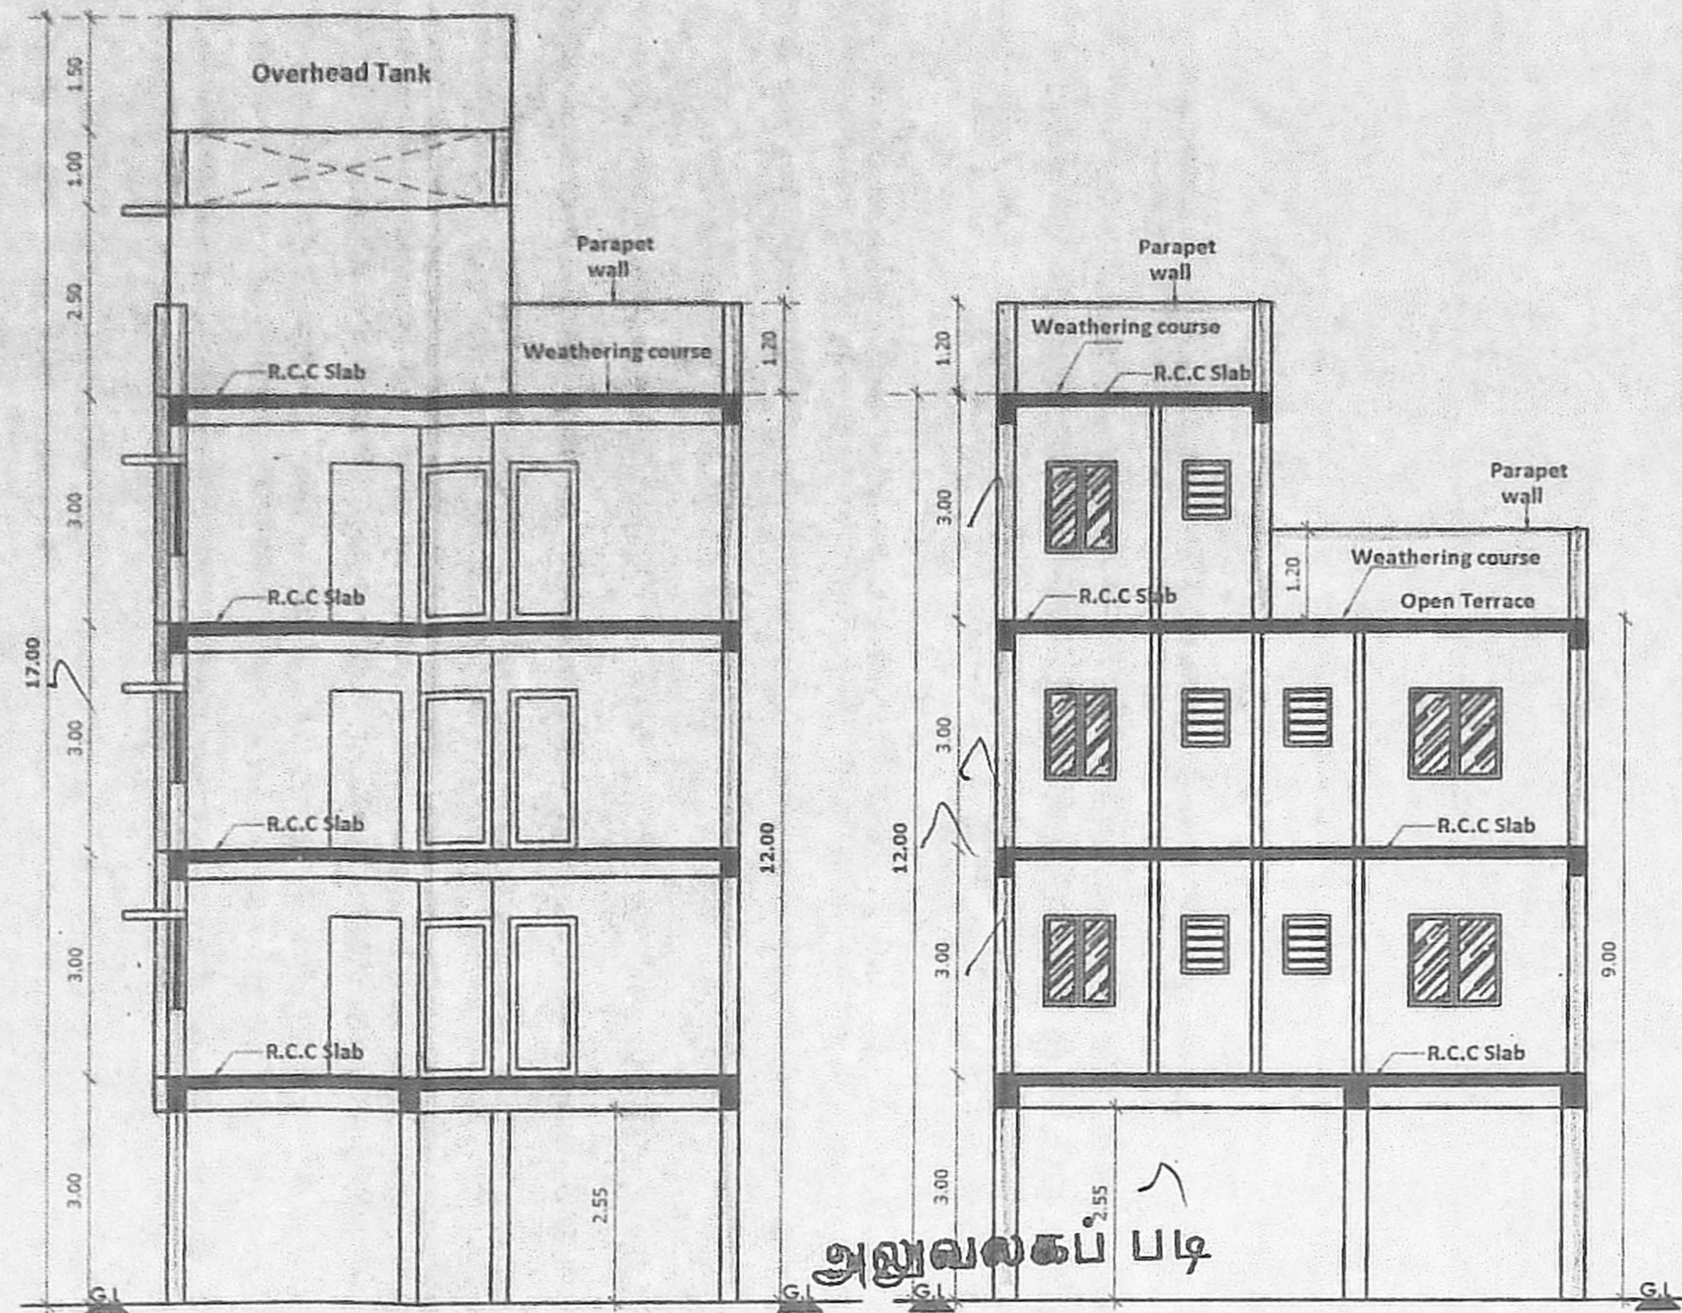 Overhead Tank
1.50
1.00
2.50
Parapet
wall
Weathering course
1.20
R.C.C Slab
3.00
R.C.C Slab
17.00
3.00
R.C.C Slab
12.00
3.00
R.C.C Slab
3.00
2.55
G.L
G.L
Parapet
wall
Weathering course
1.20
R.C.C Slab
3.00
Parapet
wall
Weathering course
1.20
Open Terrace
R.C.C Slab
3.00
12.00
R.C.C Slab
3.00
9.00
R.C.C Slab
3.00
2.55
அலுவலகப் படி
G.L
G.L